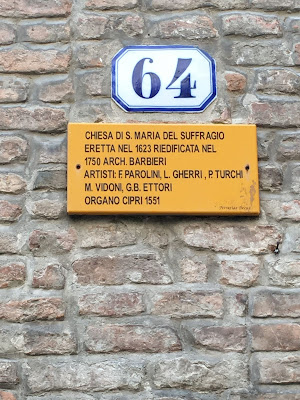 64
CHIESA DI S. MARIA DEL SUFFRAGIO
ERETTA NEL 1623 RIEDIFICATA NEL
1750 ARCH. BARBIERI
ARTISTI: F. PAROLINI, L. GHERRI , P. TURCHI
M. VIDONI, G.B. ETTORI
ORGANO CIPRI 1551